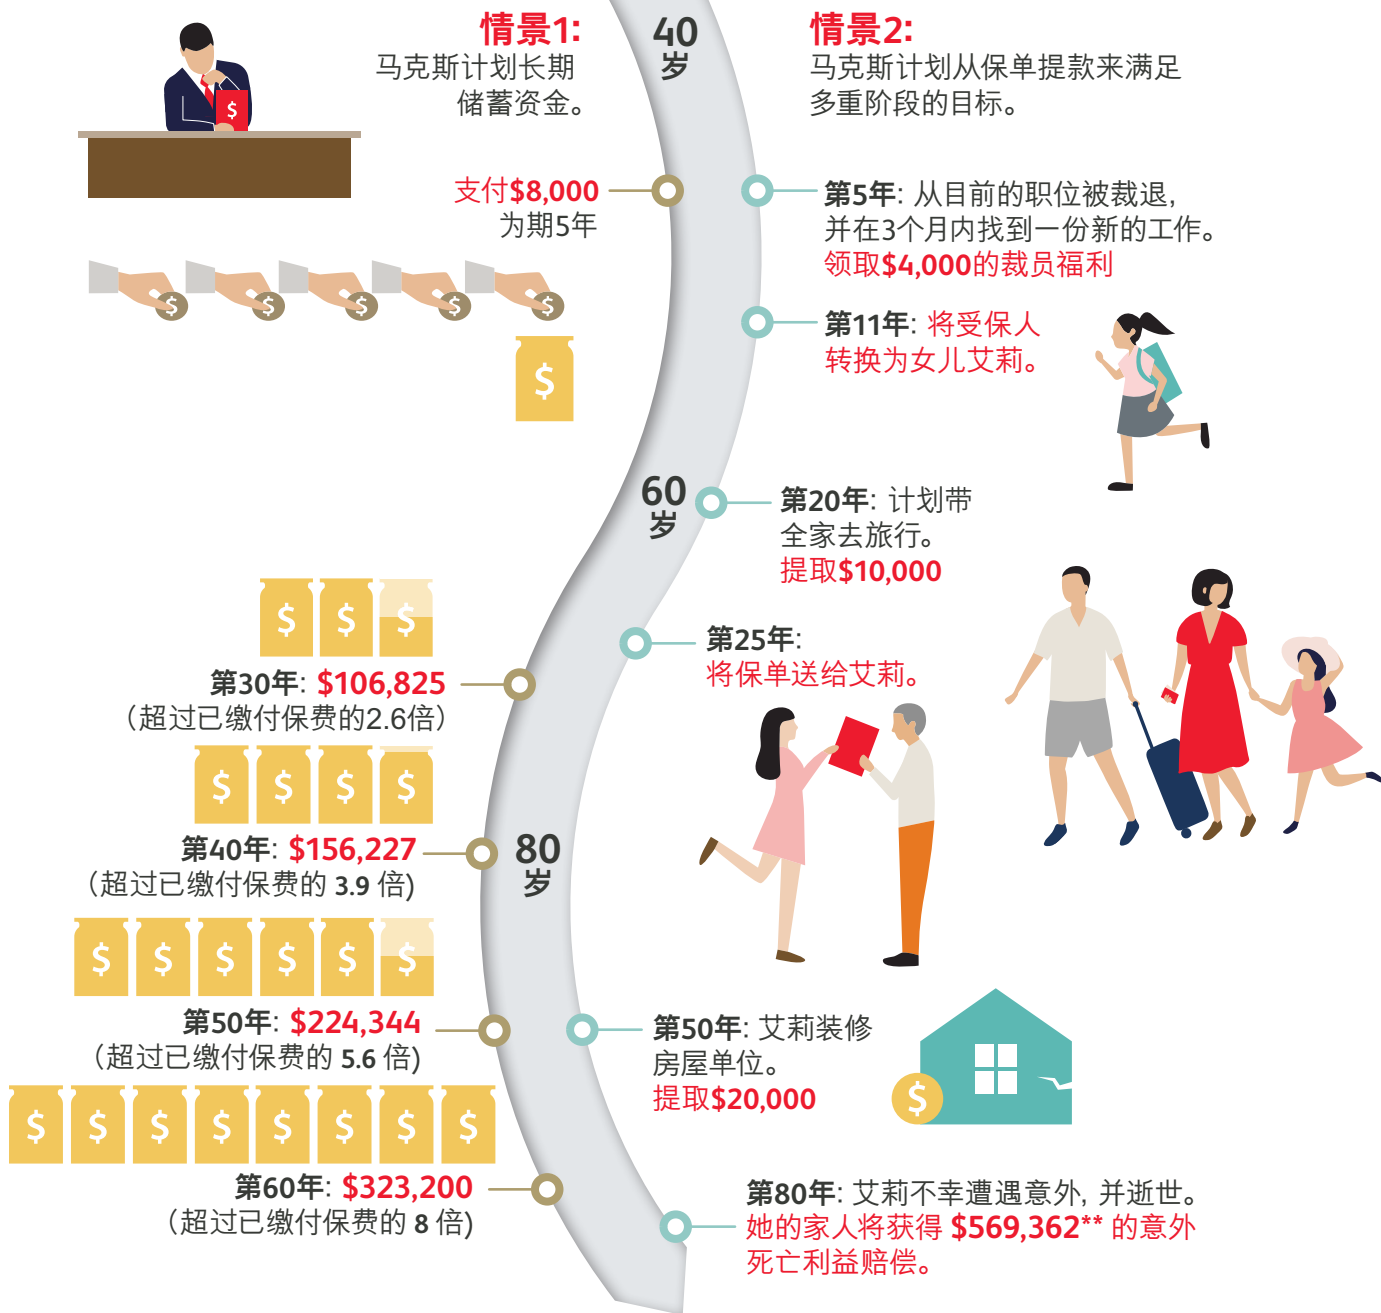 40
岁
情景1:
马克斯计划长期
储蓄资金。
支付$8,000
为期5年
情景2:
马克斯计划从保单提款来满足
多重阶段的目标。
第5年: 从目前的职位被裁退,
并在3个月内找到一份新的工作。
领取$4,000的裁员福利
第11年: 将受保人
转换为女儿艾莉。
60
岁
第20年: 计划带
全家去旅行。
提取$10,000
第25年:
将保单送给艾莉。
第30年: $106,825
（超过已缴付保费的2.6倍）
第40年: $156,227
（超过已缴付保费的 3.9 倍)
80
岁
第50年: $224,344
（超过已缴付保费的 5.6 倍)
第50年: 艾莉装修
房屋单位。
提取$20,000
第60年: $323,200
（超过已缴付保费的 8 倍)
第80年: 艾莉不幸遭遇意外, 并逝世。
她的家人将获得 $569,362** 的意外
死亡利益赔偿。